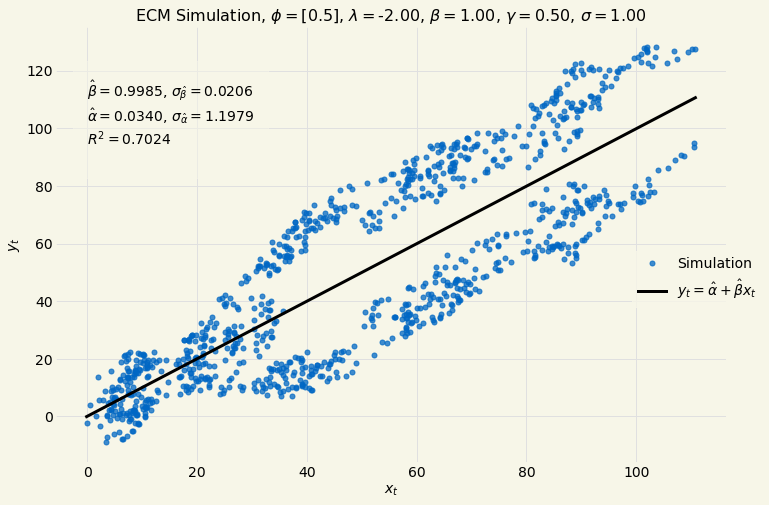 ECM Simulation, ϕ = [0.5], λ = -2.00, β = 1.00, γ = 0.50, σ = 1.00
120
β̂ = 0.9985, σ_β̂ = 0.0206
α̂ = 0.0340, σ_α̂ = 1.1979
100
R² = 0.7024
80
60
y_t
Simulation
40
y_t = α̂ + β̂x_t
20
0
0 20 40 60 80 100
x_t